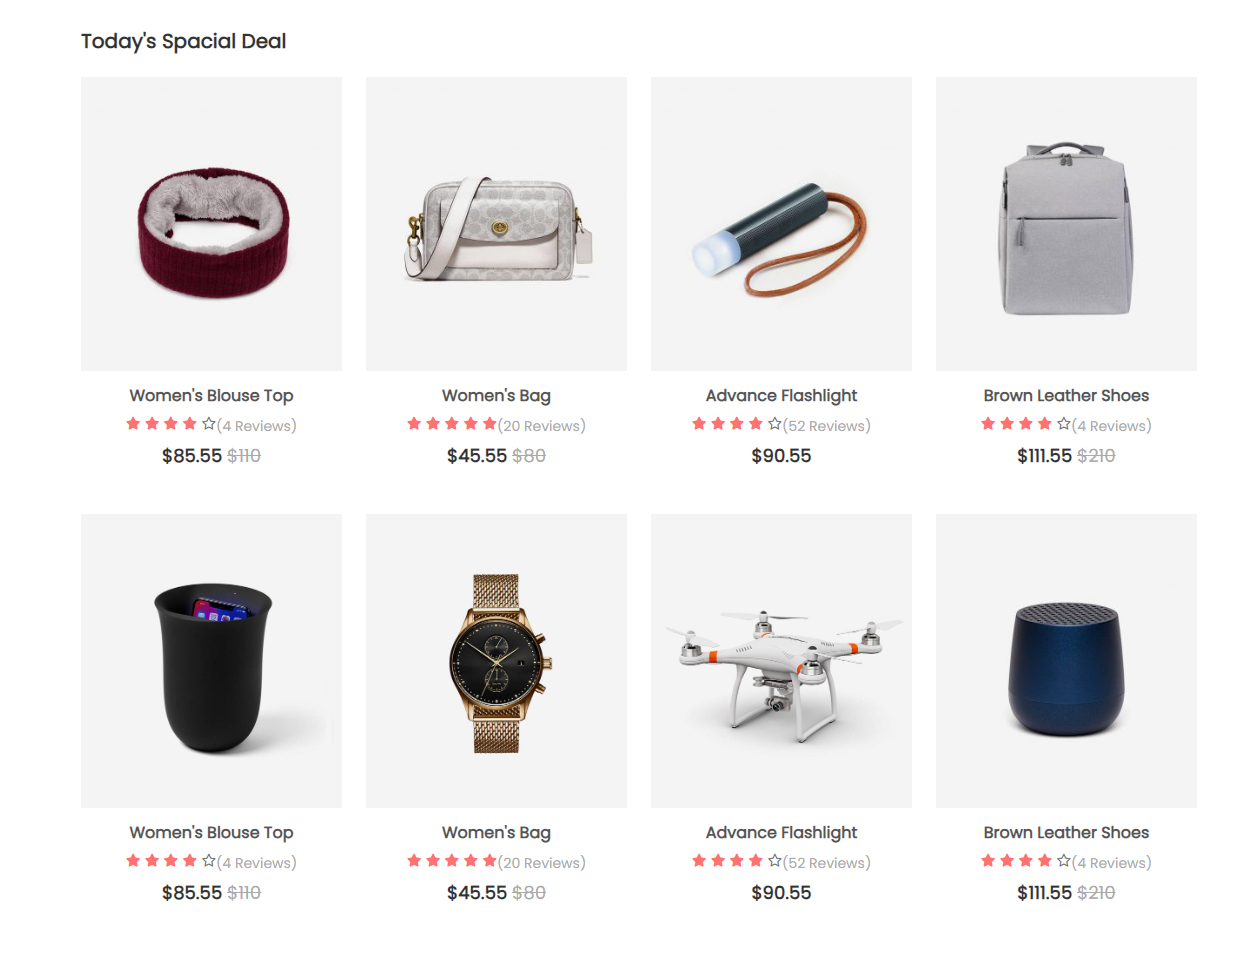 Today's Spacial Deal
Women's Blouse Top
(4 Reviews)
$85.55 $110
Women's Bag
(20 Reviews)
$45.55 $80
Advance Flashlight
(52 Reviews)
$90.55
Brown Leather Shoes
(4 Reviews)
$111.55 $210
Women's Blouse Top
(4 Reviews)
$85.55 $110
Women's Bag
(20 Reviews)
$45.55 $80
Advance Flashlight
(52 Reviews)
$90.55
Brown Leather Shoes
(4 Reviews)
$111.55 $210